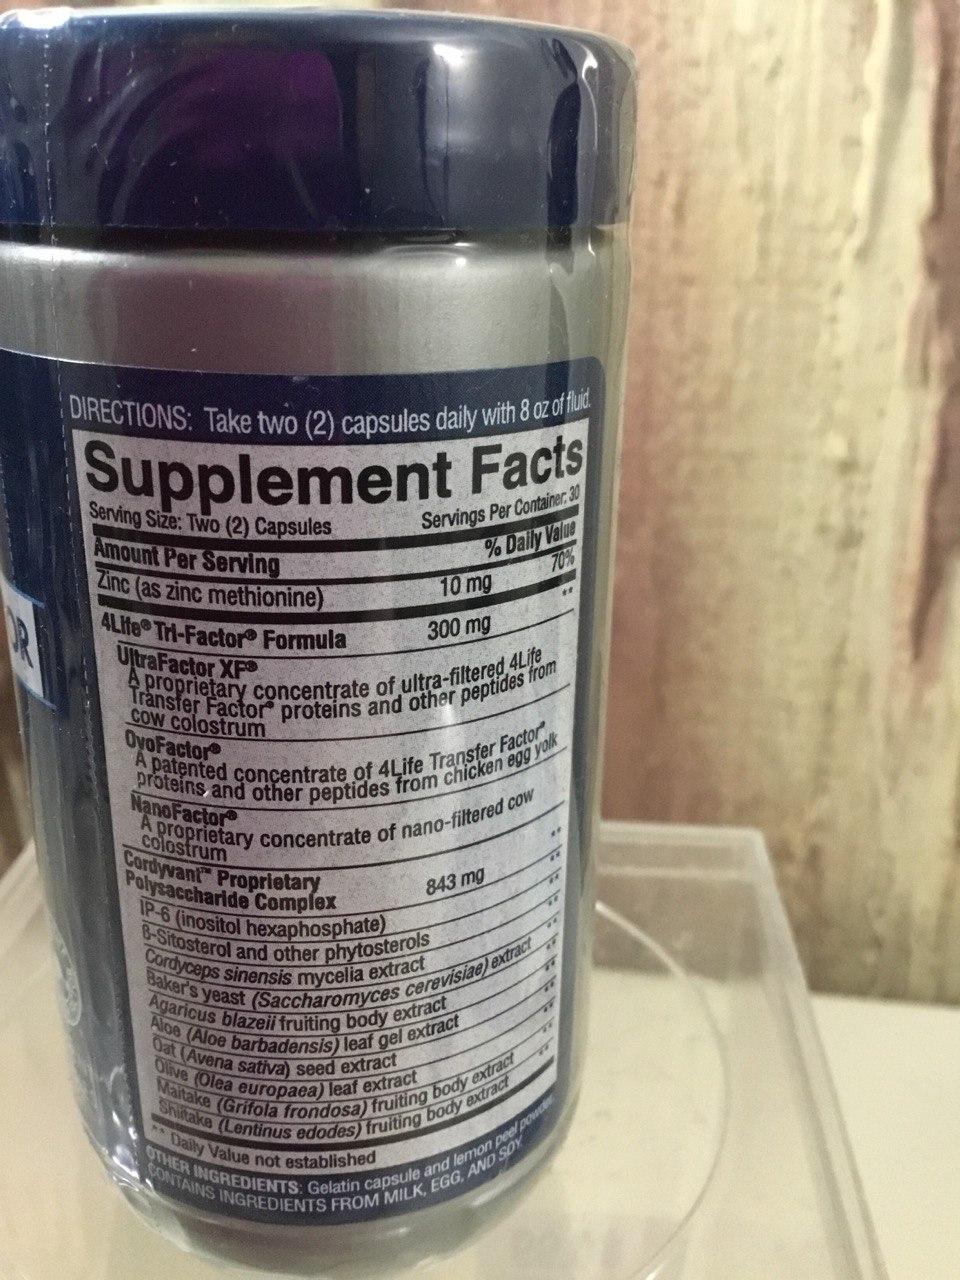 DIRECTIONS: Take two (2) capsules daily with 8 oz of fluid.
Supplement Facts
Serving Size: Two (2) Capsules Servings Per Container: 30
Amount Per Serving % Daily Value
Zinc (as zinc methionine) 10 mg 70%
4Life® Tri-Factor® Formula 300 mg **
UltraFactor XF®
A proprietary concentrate of ultra-filtered 4Life
Transfer Factor® proteins and other peptides from
cow colostrum
OvoFactor®
A patented concentrate of 4Life Transfer Factor®
proteins and other peptides from chicken egg yolk
NanoFactor®
A proprietary concentrate of nano-filtered cow
colostrum
Cordyvant™ Proprietary
Polysaccharide Complex 843 mg **
IP-6 (inositol hexaphosphate) **
ß-Sitosterol and other phytosterols **
Cordyceps sinensis mycelia extract **
Baker's yeast (Saccharomyces cerevisiae) extract **
Agaricus blazeii fruiting body extract **
Aloe (Aloe barbadensis) leaf gel extract **
Oat (Avena sativa) seed extract **
Olive (Olea europaea) leaf extract **
Maitake (Grifola frondosa) fruiting body extract **
Shiitake (Lentinus edodes) fruiting body extract **
** Daily Value not established
OTHER INGREDIENTS: Gelatin capsule and lemon peel powder.
CONTAINS INGREDIENTS FROM MILK, EGG, AND SOY.
OR